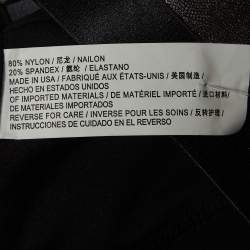 80% NYLON / 尼龙 / NAILON
20% SPANDEX / 氨纶 / ELASTANO
MADE IN USA / FABRIQUÉ AUX ÉTATS-UNIS / 美国制造 /
HECHO EN ESTADOS UNIDOS
OF IMPORTED MATERIALS / DE MATERIEL IMPORTÉ / 进口材料/
DE MATERIALES IMPORTADOS
REVERSE FOR CARE / INVERSE POUR LES SOINS / 反转护理/
INSTRUCCIONES DE CUIDADO EN EL REVERSO